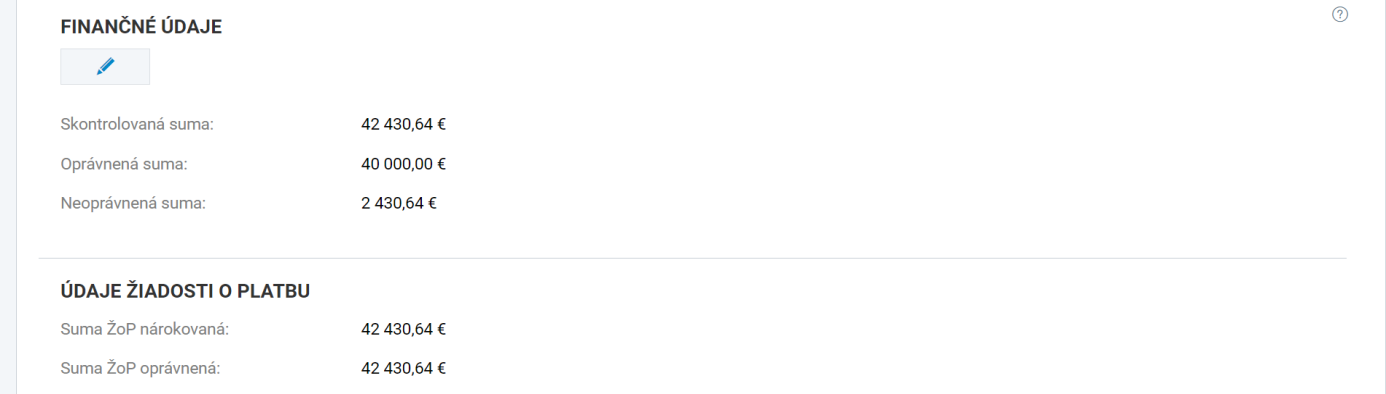 FINANČNÉ ÚDAJE
?
Skontrolovaná suma: 42 430,64 €
Oprávnená suma: 40 000,00 €
Neoprávnená suma: 2 430,64 €
ÚDAJE ŽIADOSTI O PLATBU
Suma ŽoP nárokovaná: 42 430,64 €
Suma ŽoP oprávnená: 42 430,64 €